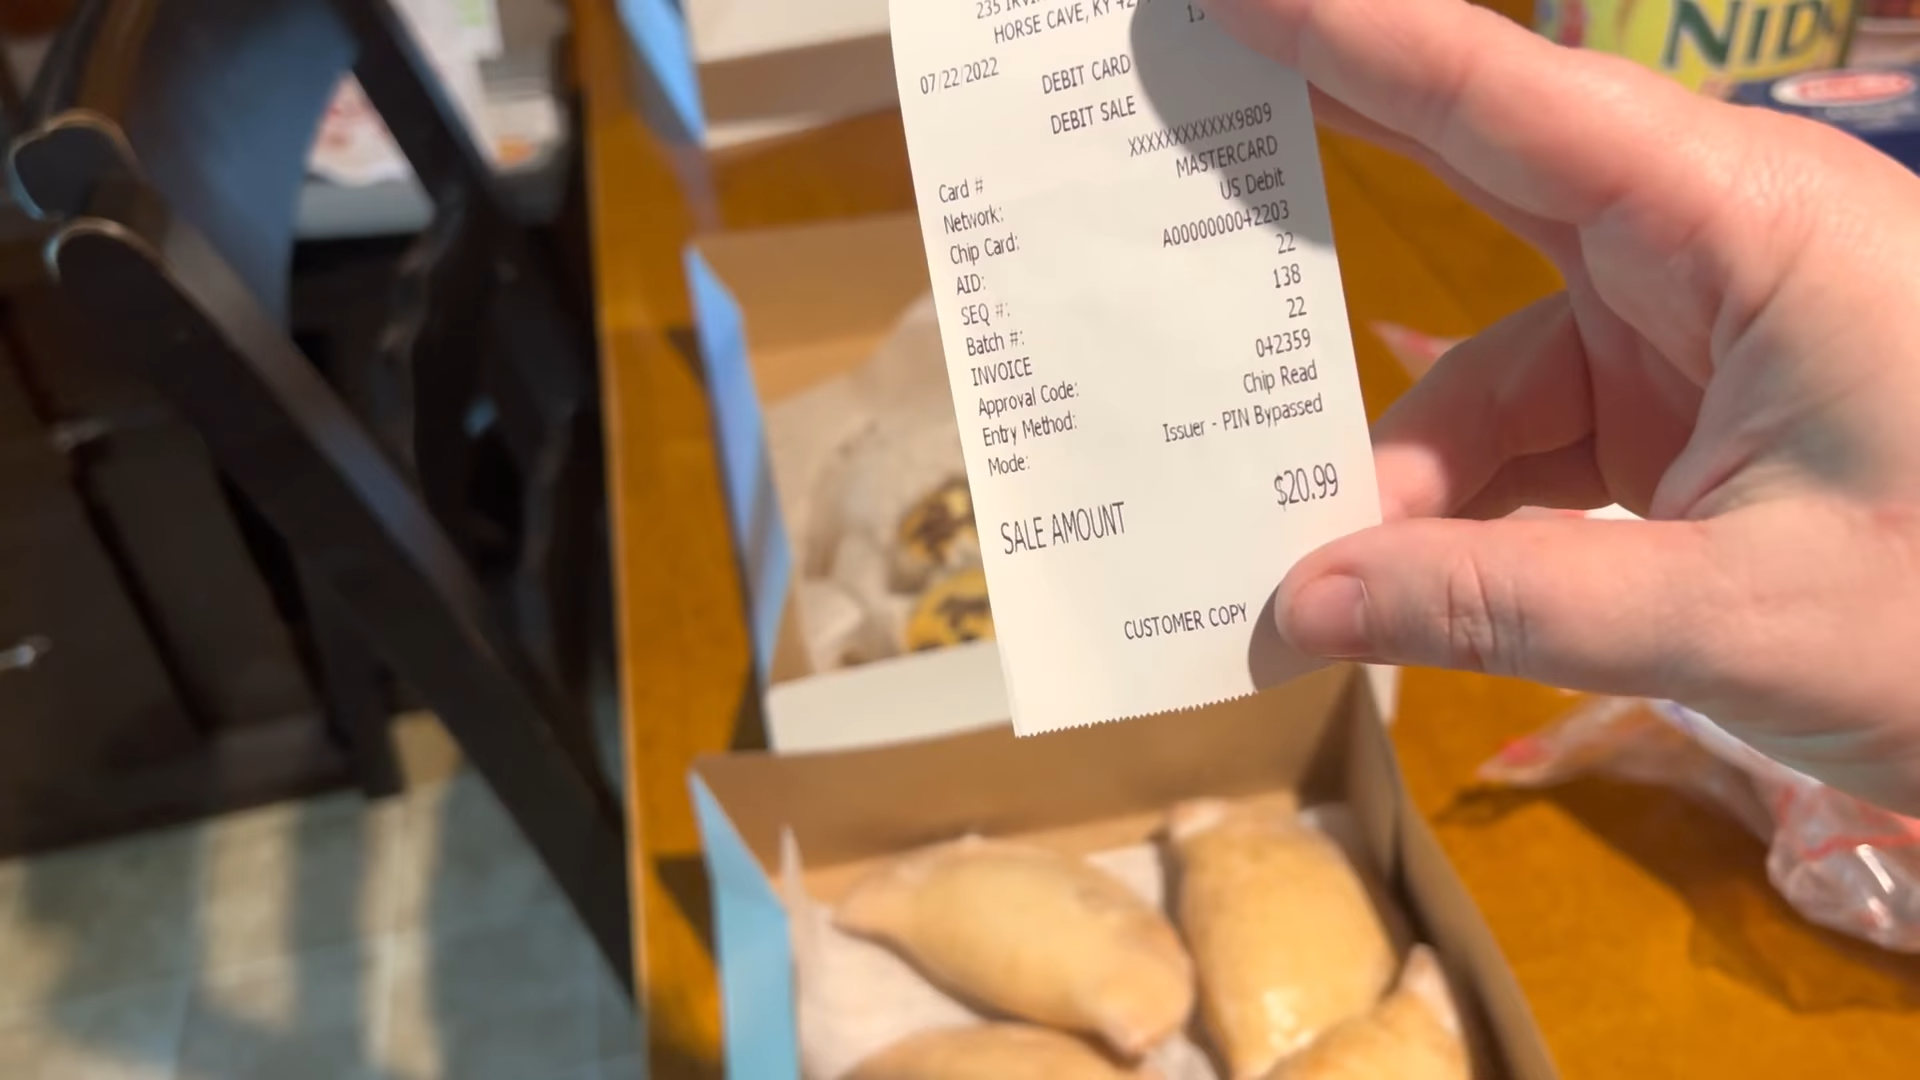 HORSE CAVE, KY
07/22/2022
DEBIT CARD
DEBIT SALE
Card # XXXXXXXXXXXX9809
Network: MASTERCARD
Chip Card: US Debit
AID: A0000000042203
SEQ #: 22
Batch #: 138
INVOICE 22
Approval Code: 042359
Entry Method: Chip Read
Mode: Issuer - PIN Bypassed
SALE AMOUNT $20.99
CUSTOMER COPY
NID